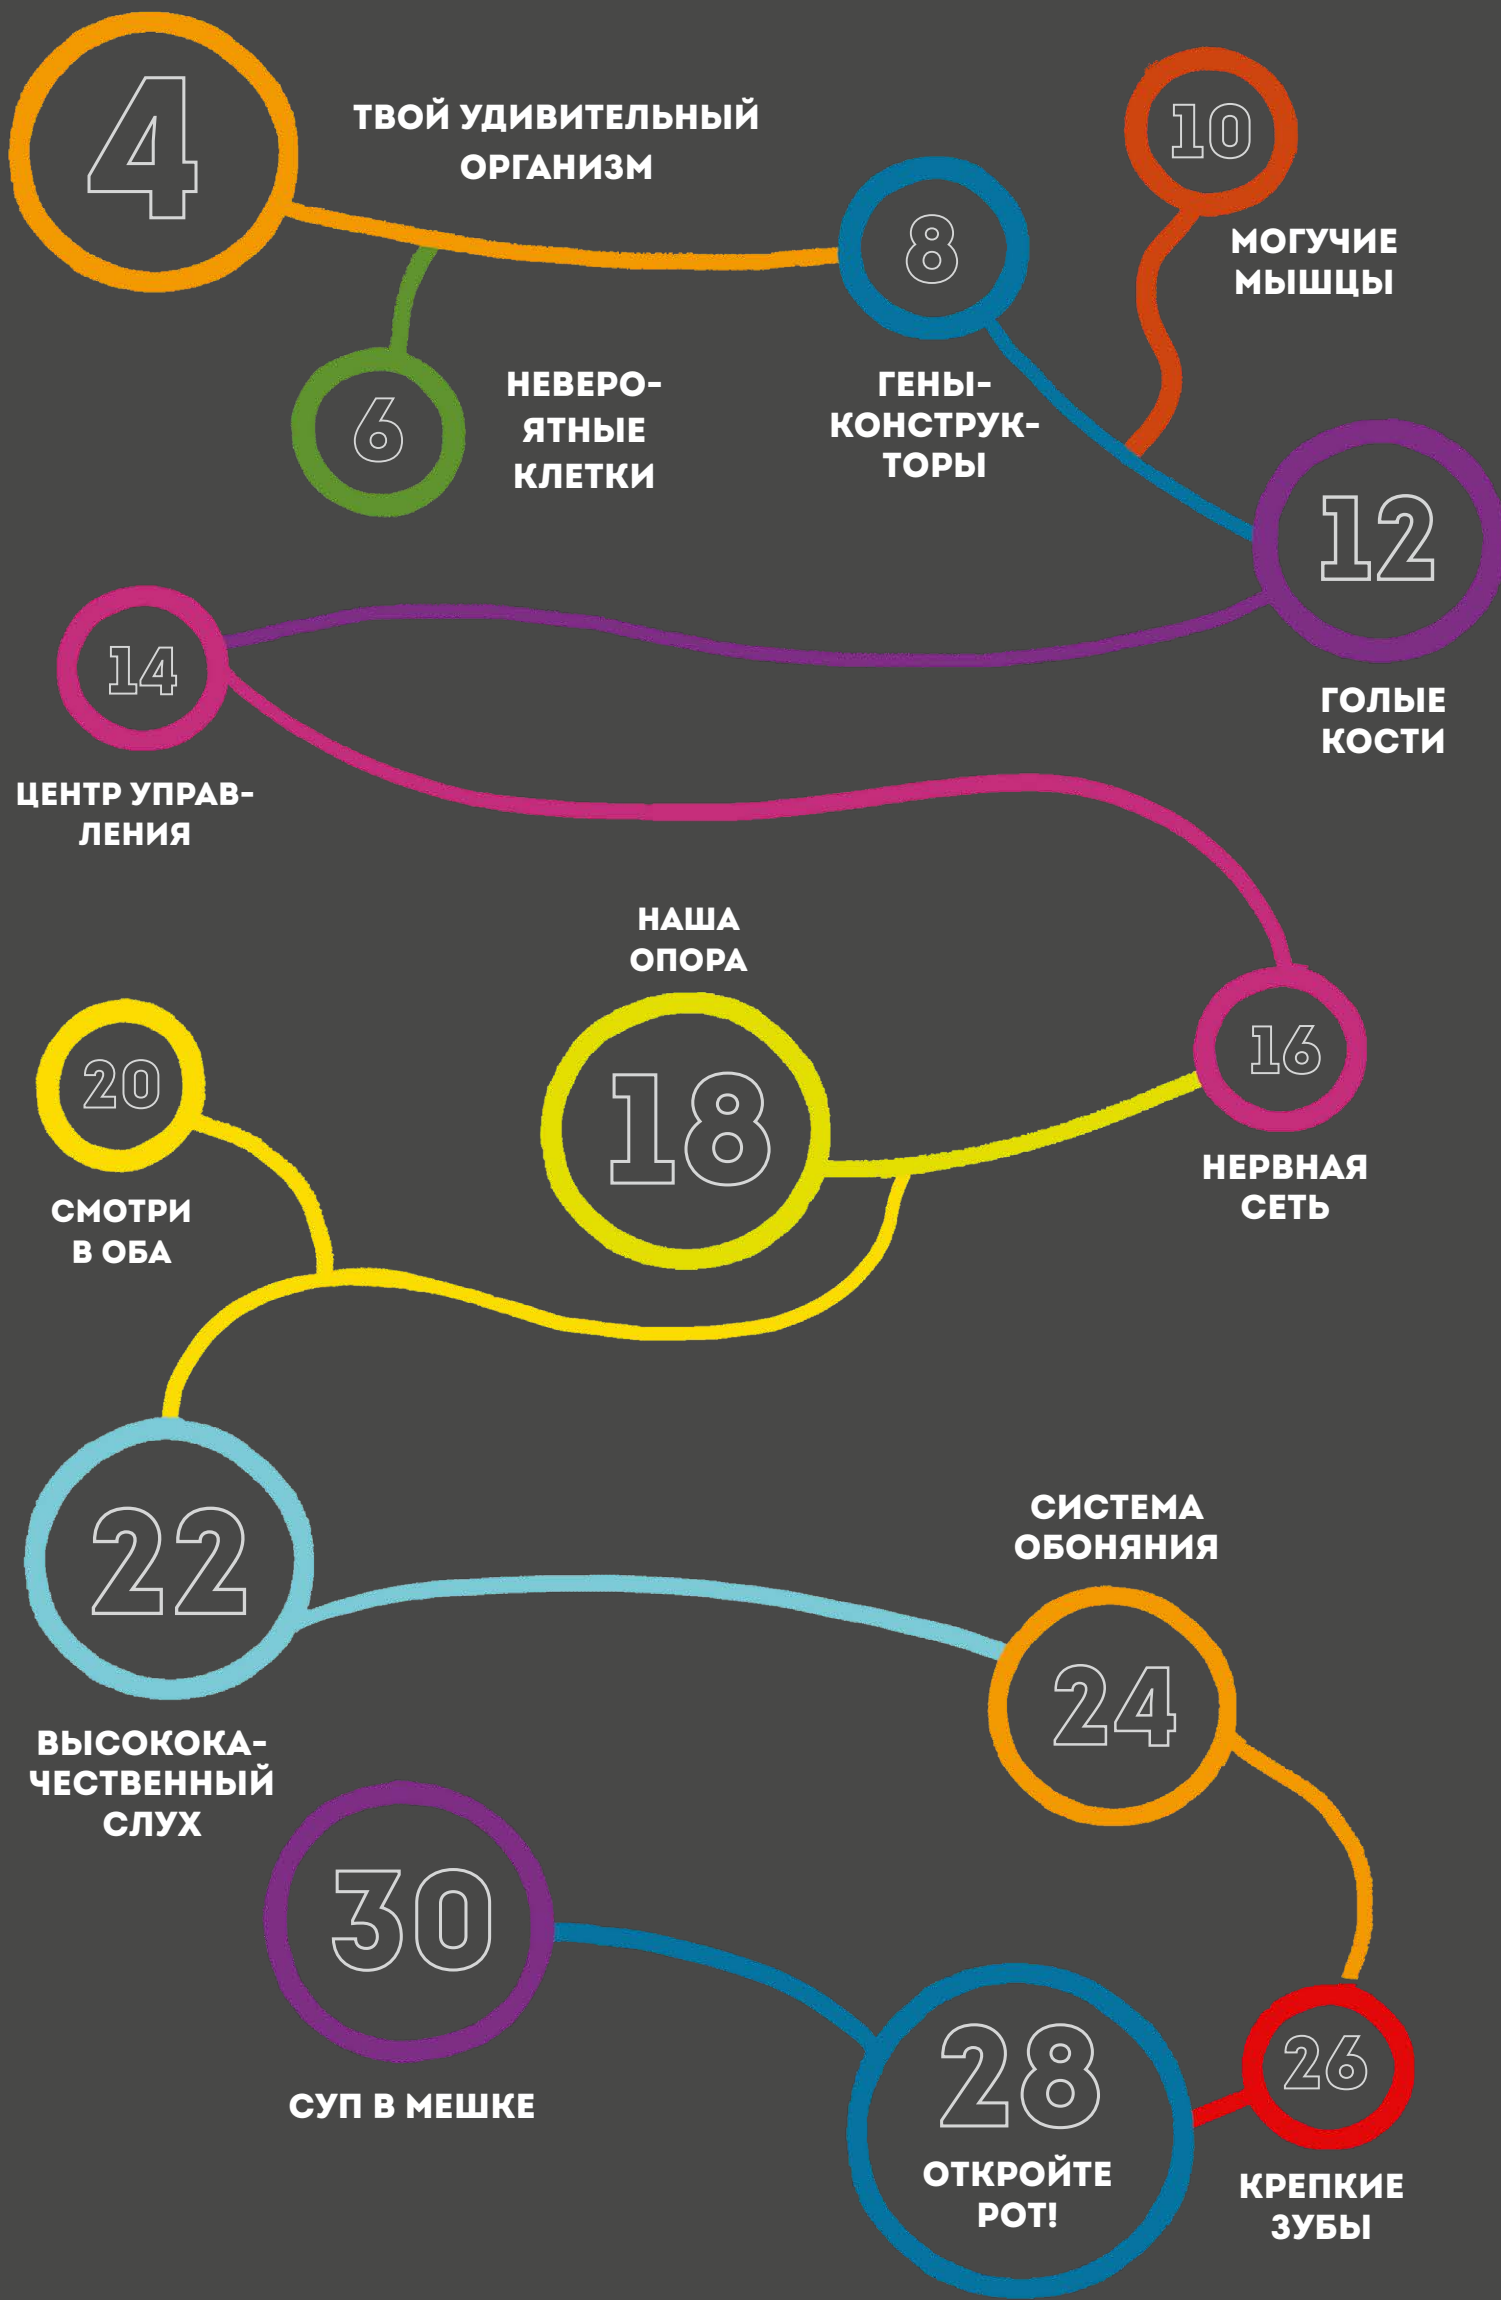 4
ТВОЙ УДИВИТЕЛЬНЫЙ
ОРГАНИЗМ
6
НЕВЕРО-
ЯТНЫЕ
КЛЕТКИ
8
ГЕНЫ-
КОНСТРУК-
ТОРЫ
10
МОГУЧИЕ
МЫШЦЫ
12
ГОЛЫЕ
КОСТИ
14
ЦЕНТР УПРАВ-
ЛЕНИЯ
16
НЕРВНАЯ
СЕТЬ
НАША
ОПОРА
18
20
СМОТРИ
В ОБА
22
ВЫСОКОКА-
ЧЕСТВЕННЫЙ
СЛУХ
СИСТЕМА
ОБОНЯНИЯ
24
26
КРЕПКИЕ
ЗУБЫ
28
ОТКРОЙТЕ
РОТ!
30
СУП В МЕШКЕ